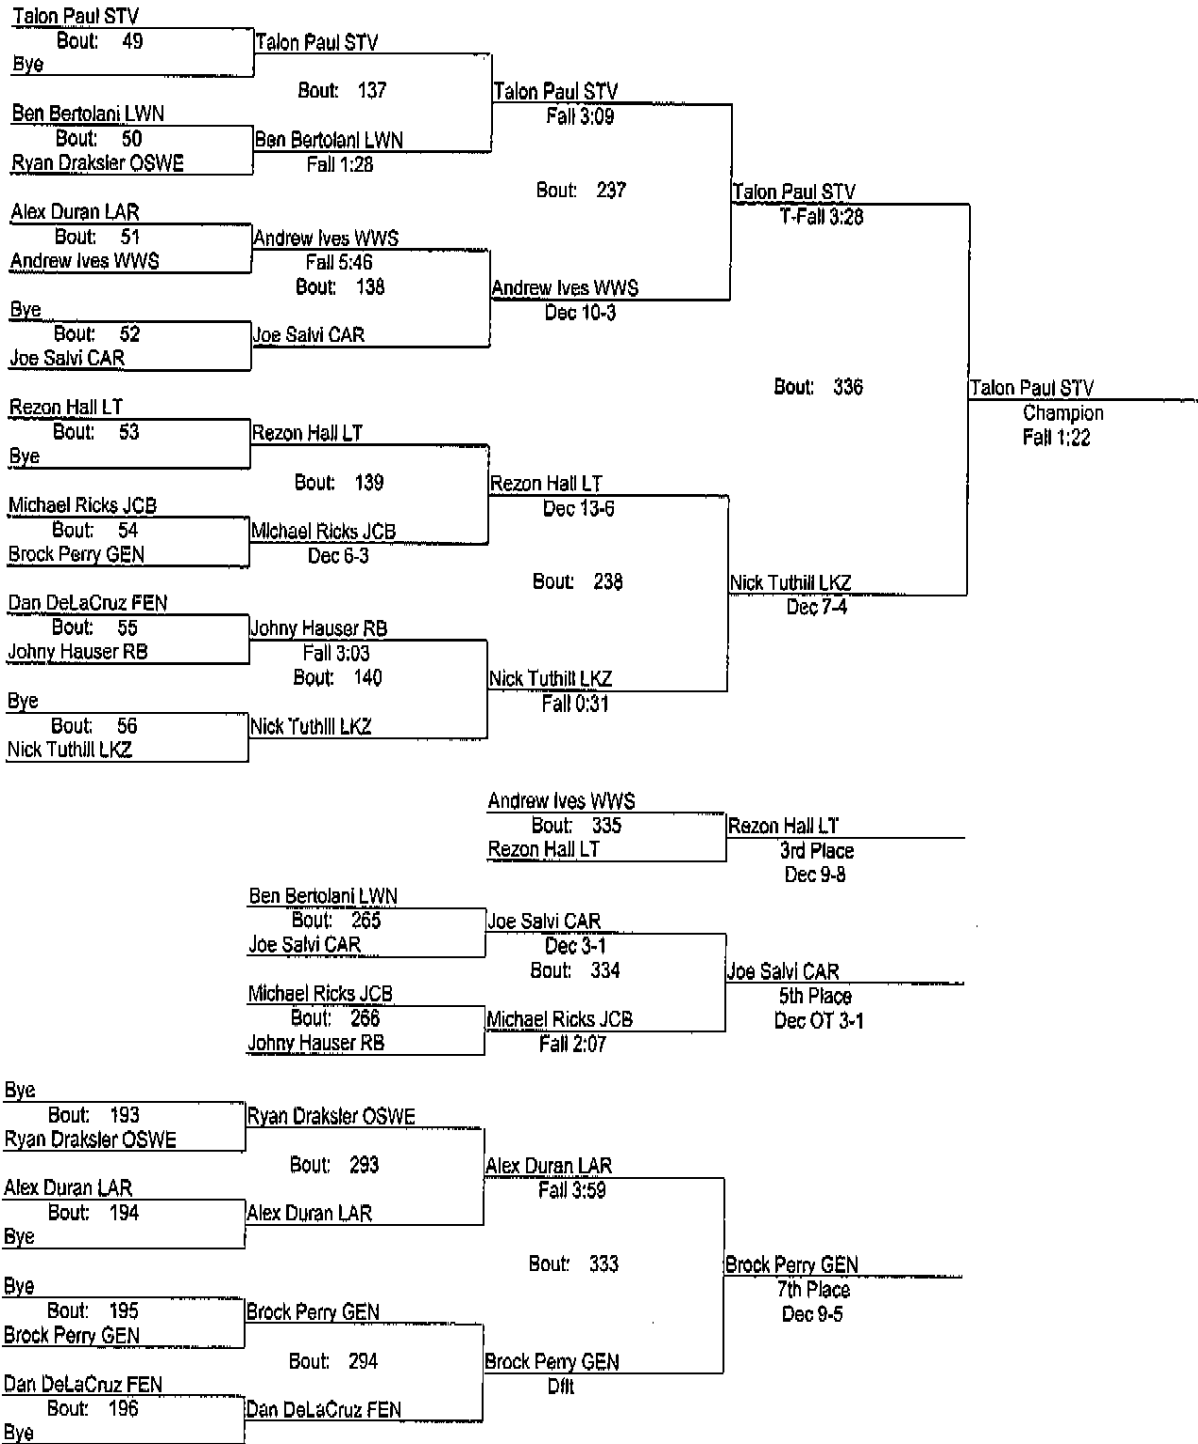 Talon Paul STV
Bout: 49
Bye
Talon Paul STV
Bout: 137
Ben Bertolani LWN
Bout: 50
Ryan Draksler OSWE
Ben Bertolani LWN
Fall 1:28
Talon Paul STV
Fall 3:09
Bout: 237
Alex Duran LAR
Bout: 51
Andrew Ives WWS
Andrew Ives WWS
Fall 5:46
Bout: 138
Bye
Bout: 52
Joe Salvi CAR
Joe Salvi CAR
Andrew Ives WWS
Dec 10-3
Talon Paul STV
T-Fall 3:28
Bout: 336
Talon Paul STV
Champion
Fall 1:22
Rezon Hall LT
Bout: 53
Bye
Rezon Hall LT
Bout: 139
Michael Ricks JCB
Bout: 54
Brock Perry GEN
Michael Ricks JCB
Dec 6-3
Rezon Hall LT
Dec 13-6
Bout: 238
Dan DeLaCruz FEN
Bout: 55
Johny Hauser RB
Johny Hauser RB
Fall 3:03
Bout: 140
Bye
Bout: 56
Nick Tuthill LKZ
Nick Tuthill LKZ
Nick Tuthill LKZ
Fall 0:31
Nick Tuthill LKZ
Dec 7-4
Andrew Ives WWS
Bout: 335
Rezon Hall LT
Rezon Hall LT
3rd Place
Dec 9-8
Ben Bertolani LWN
Bout: 265
Joe Salvi CAR
Joe Salvi CAR
Dec 3-1
Bout: 334
Michael Ricks JCB
Bout: 266
Johny Hauser RB
Michael Ricks JCB
Fall 2:07
Joe Salvi CAR
5th Place
Dec OT 3-1
Bye
Bout: 193
Ryan Draksler OSWE
Ryan Draksler OSWE
Bout: 293
Alex Duran LAR
Bout: 194
Bye
Alex Duran LAR
Alex Duran LAR
Fall 3:59
Bout: 333
Bye
Bout: 195
Brock Perry GEN
Brock Perry GEN
Bout: 294
Dan DeLaCruz FEN
Bout: 196
Bye
Dan DeLaCruz FEN
Brock Perry GEN
Dflt
Brock Perry GEN
7th Place
Dec 9-5